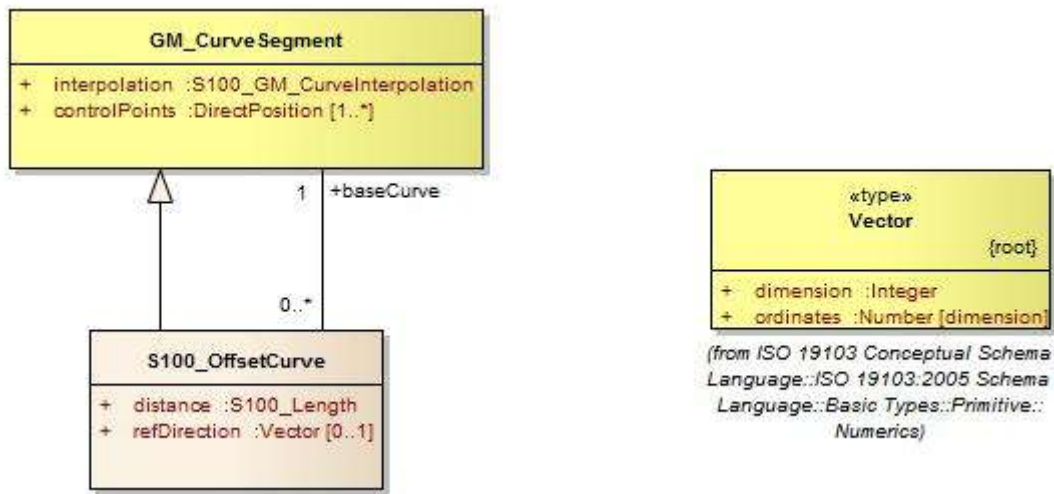 GM_CurveSegment
+ interpolation :S100_GM_CurveInterpolation
+ controlPoints :DirectPosition [1..*]
1 +baseCurve
0..*
S100_OffsetCurve
+ distance :S100_Length
+ refDirection :Vector [0..1]
«type»
Vector
{root}
+ dimension :Integer
+ ordinates :Number [dimension]
(from ISO 19103 Conceptual Schema
Language::ISO 19103:2005 Schema
Language::Basic Types::Primitive::
Numerics)